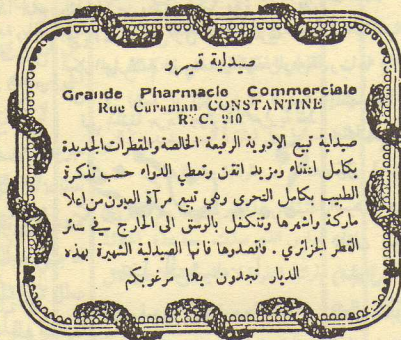 صيدلية قيرو
Grande Pharmacie Commerciale
Rue Curaman CONSTANTINE
R. C. 210
صيدلية تبيع الادوية الرفيعة الخالصة والمقطرات الجديدة
بكامل اعتناء ومزيد اتقن وتعطي الدواء حسب تذكرة
الطبيب بكامل التحرى وهي تبيع مرآة العيون من اعلا
ماركة واشهرها وتتكفل بالوسق الى الخارج في سائر
القطر الجزائري . فاقصدوها فانها الصيدلية الشهيرة بهذه
الديار تجدون بها مرغوبكم